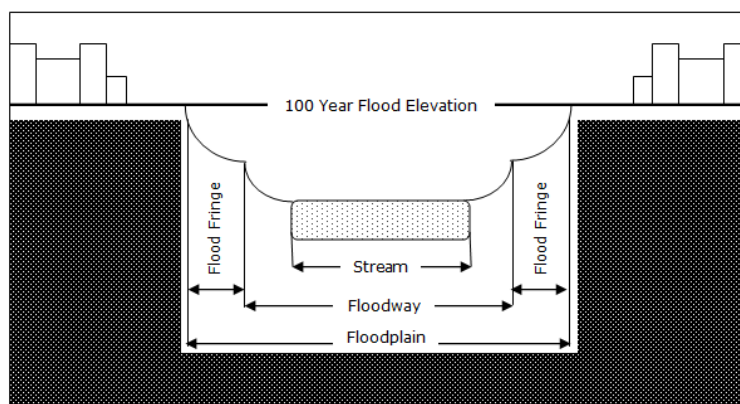 100 Year Flood Elevation
Flood Fringe
Flood Fringe
Stream
Floodway
Floodplain